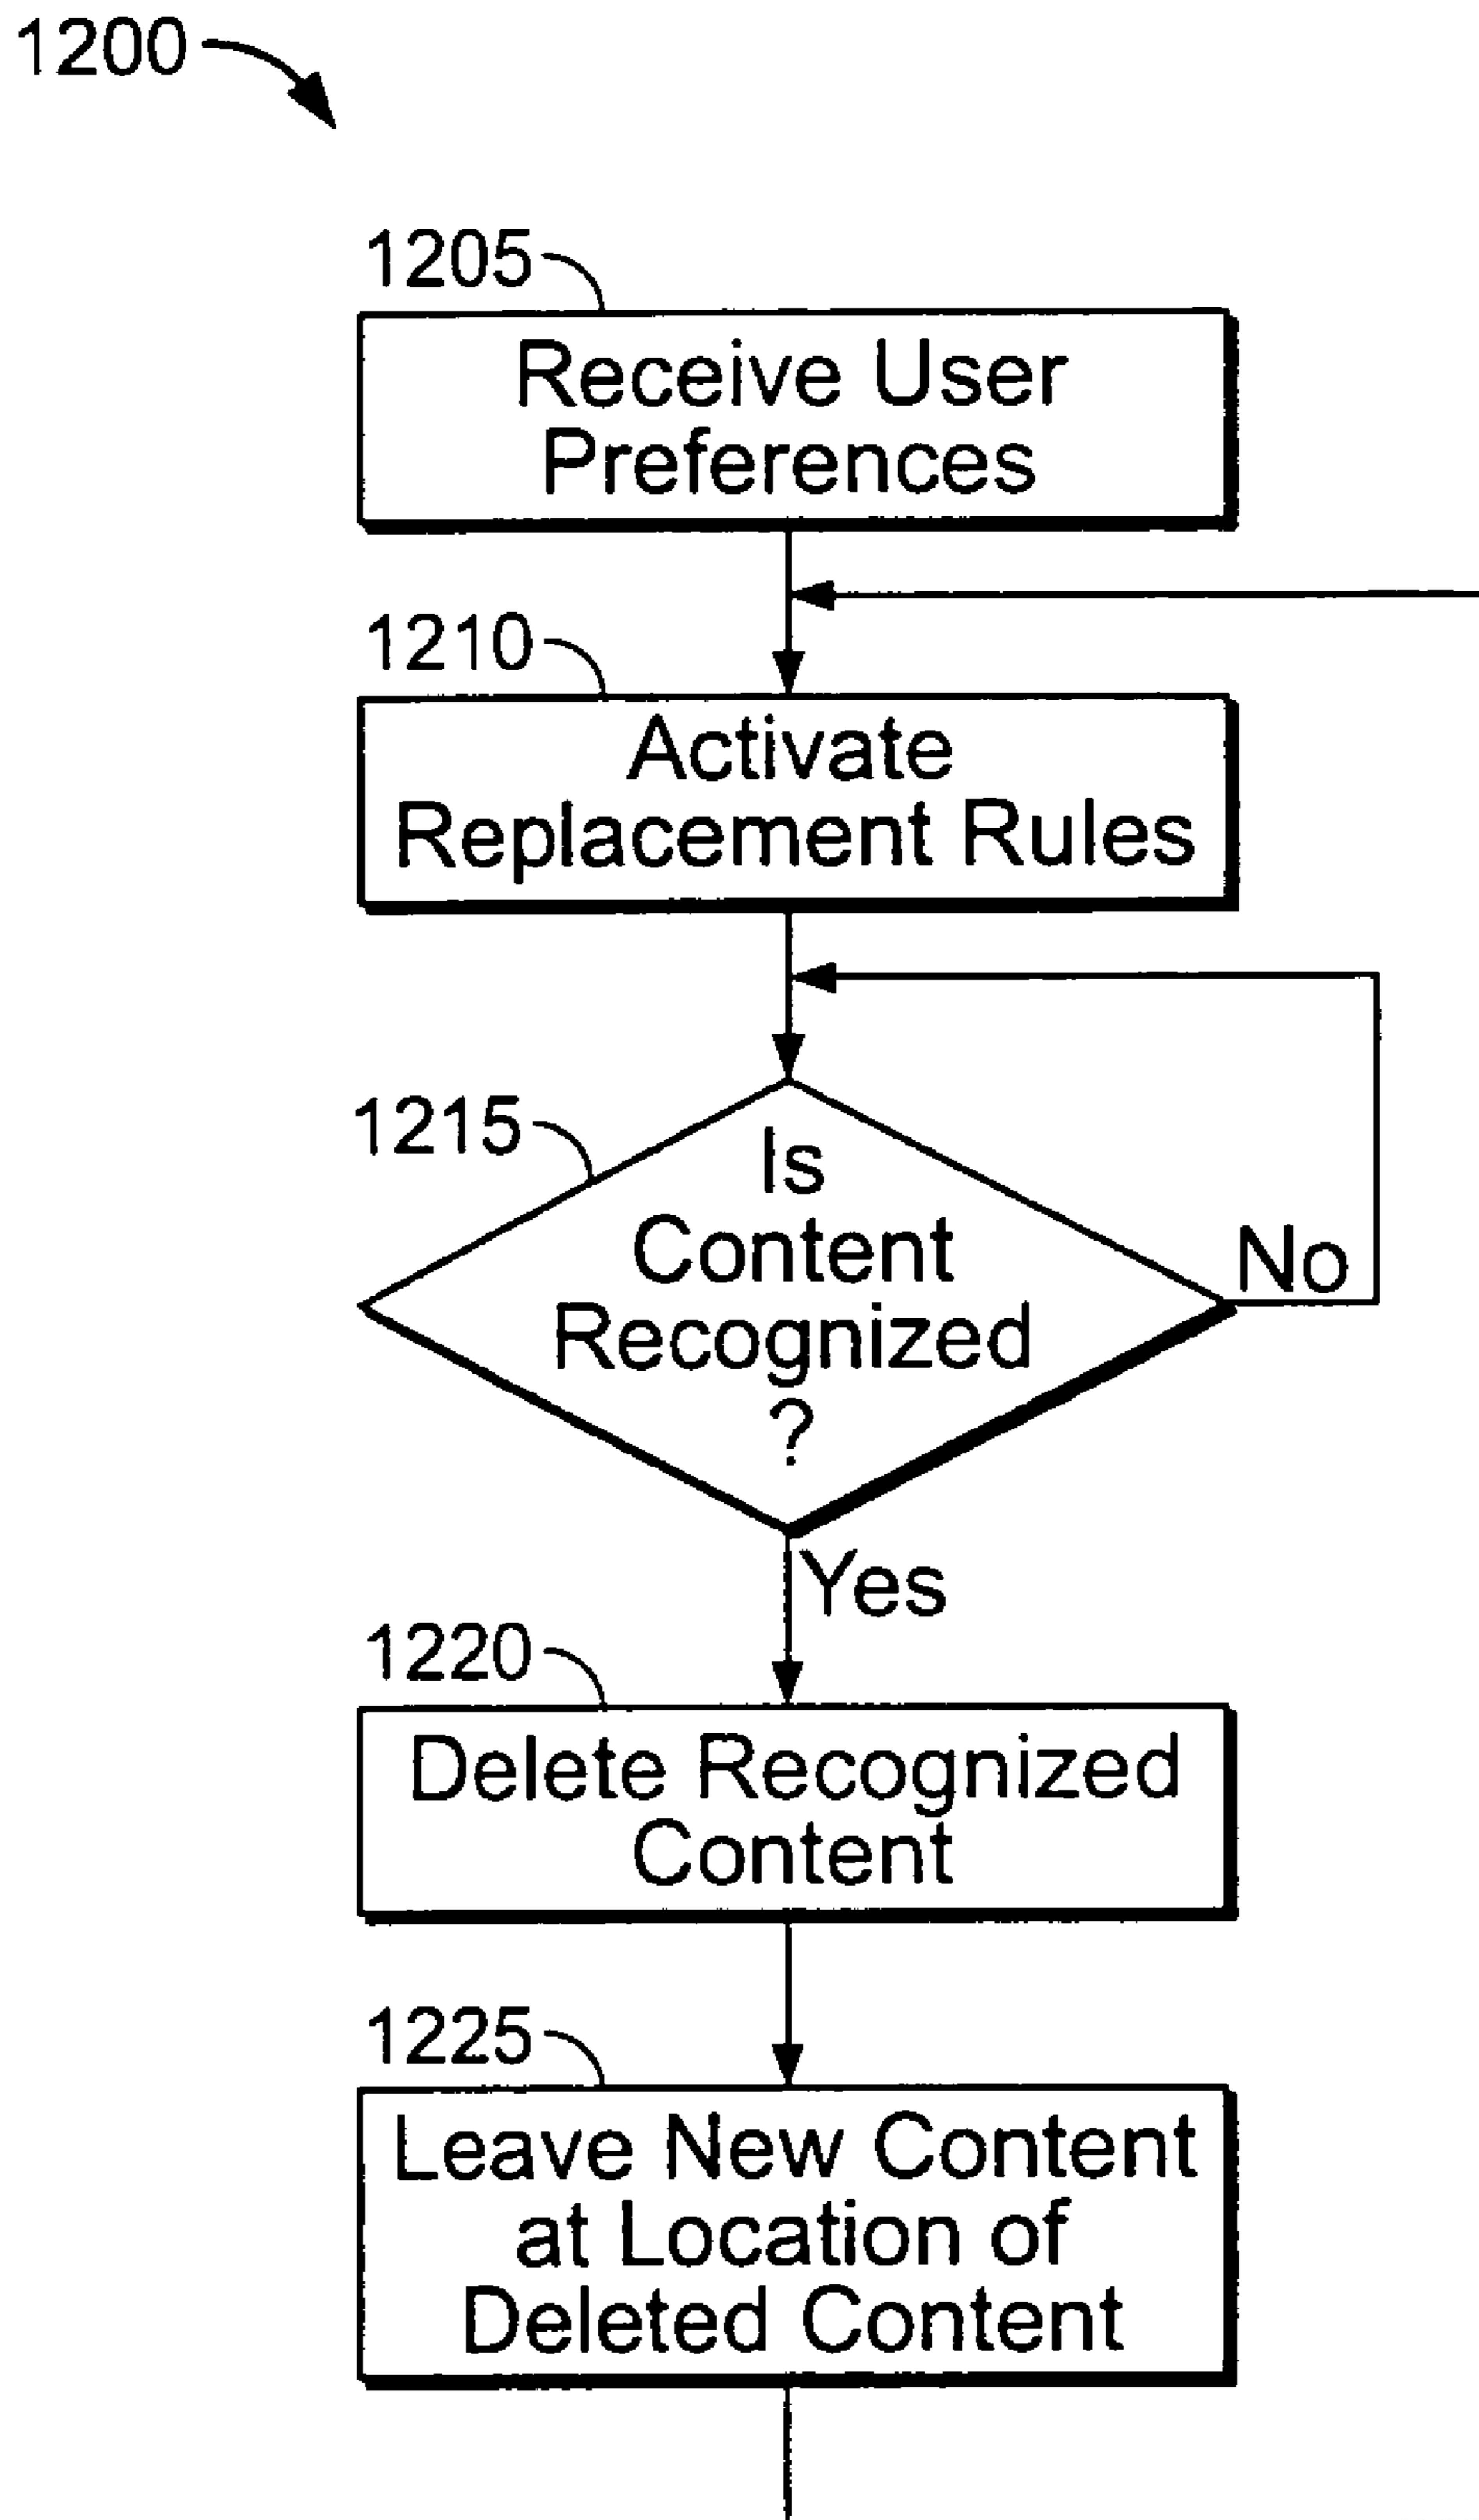 1200
1205
Receive User
Preferences
1210
Activate
Replacement Rules
1215
Is
Content
Recognized
?
No
Yes
1220
Delete Recognized
Content
1225
Leave New Content
at Location of
Deleted Content